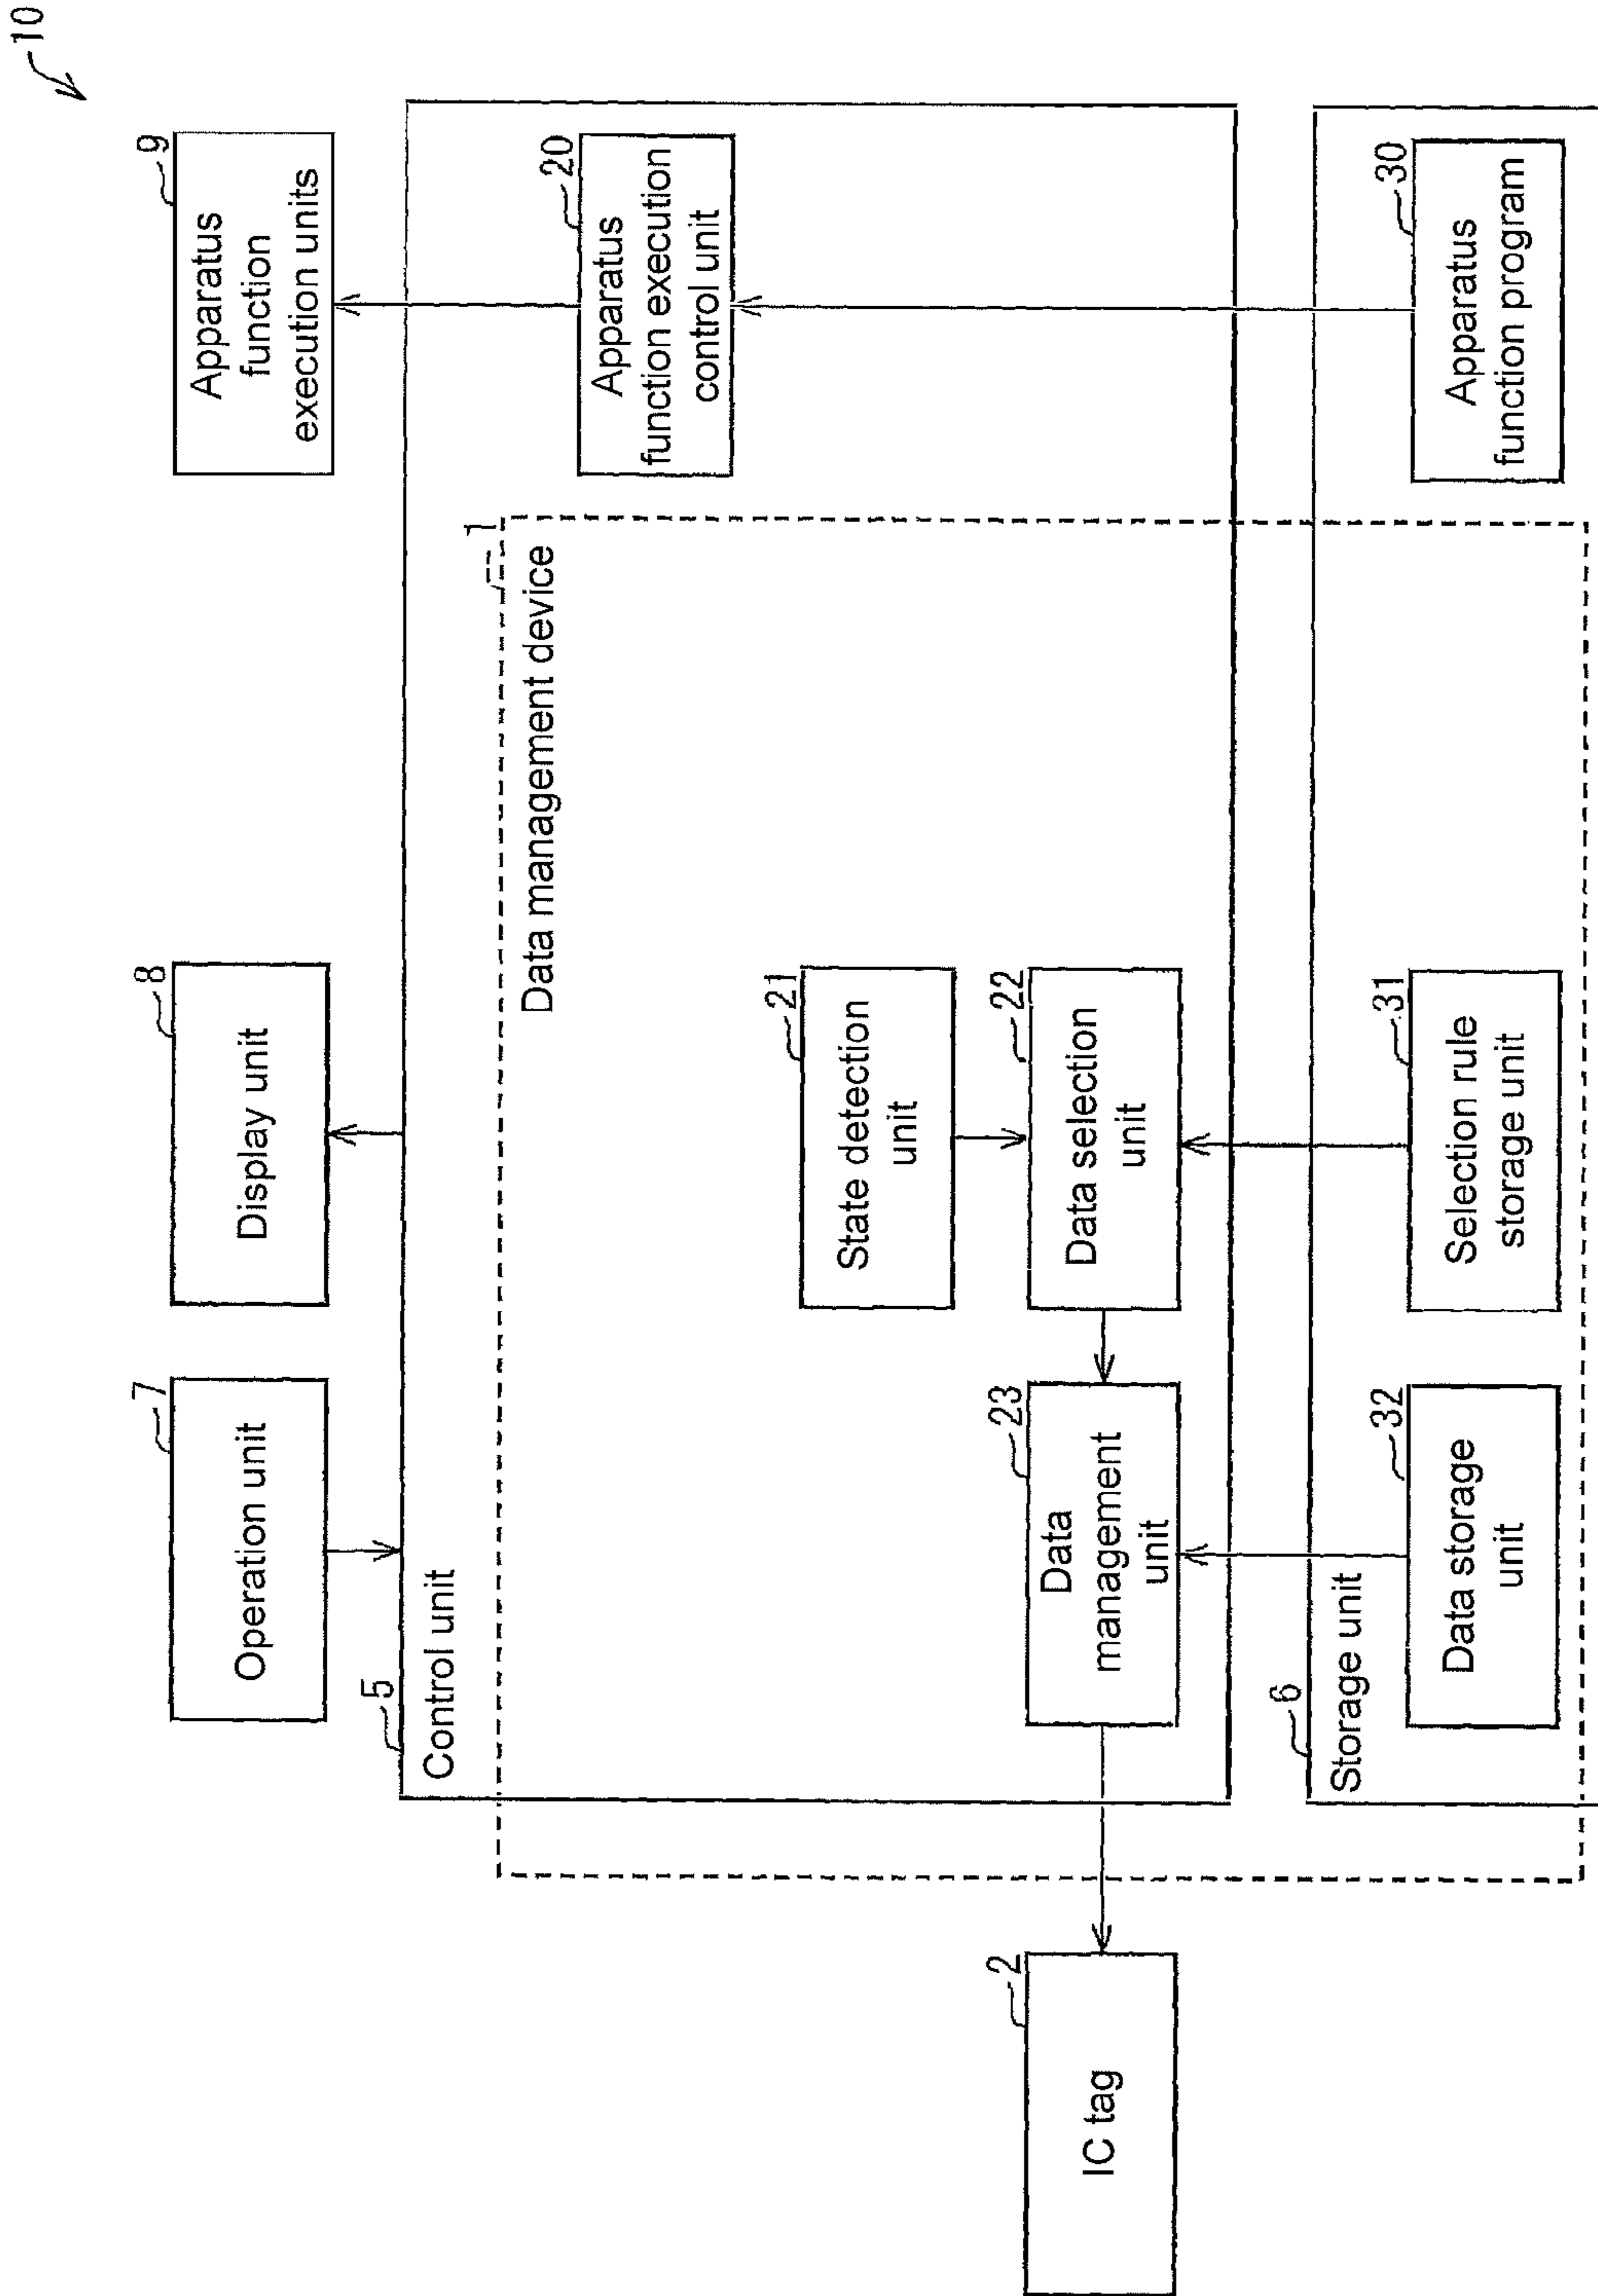 10
9
Apparatus
function
execution units
8
Display unit
7
Operation unit
5
Control unit
1
Data management device
20
Apparatus
function execution
control unit
21
State detection
unit
22
Data selection
unit
23
Data
management
unit
2
IC tag
6
Storage unit
30
Apparatus
function program
31
Selection rule
storage unit
32
Data storage
unit